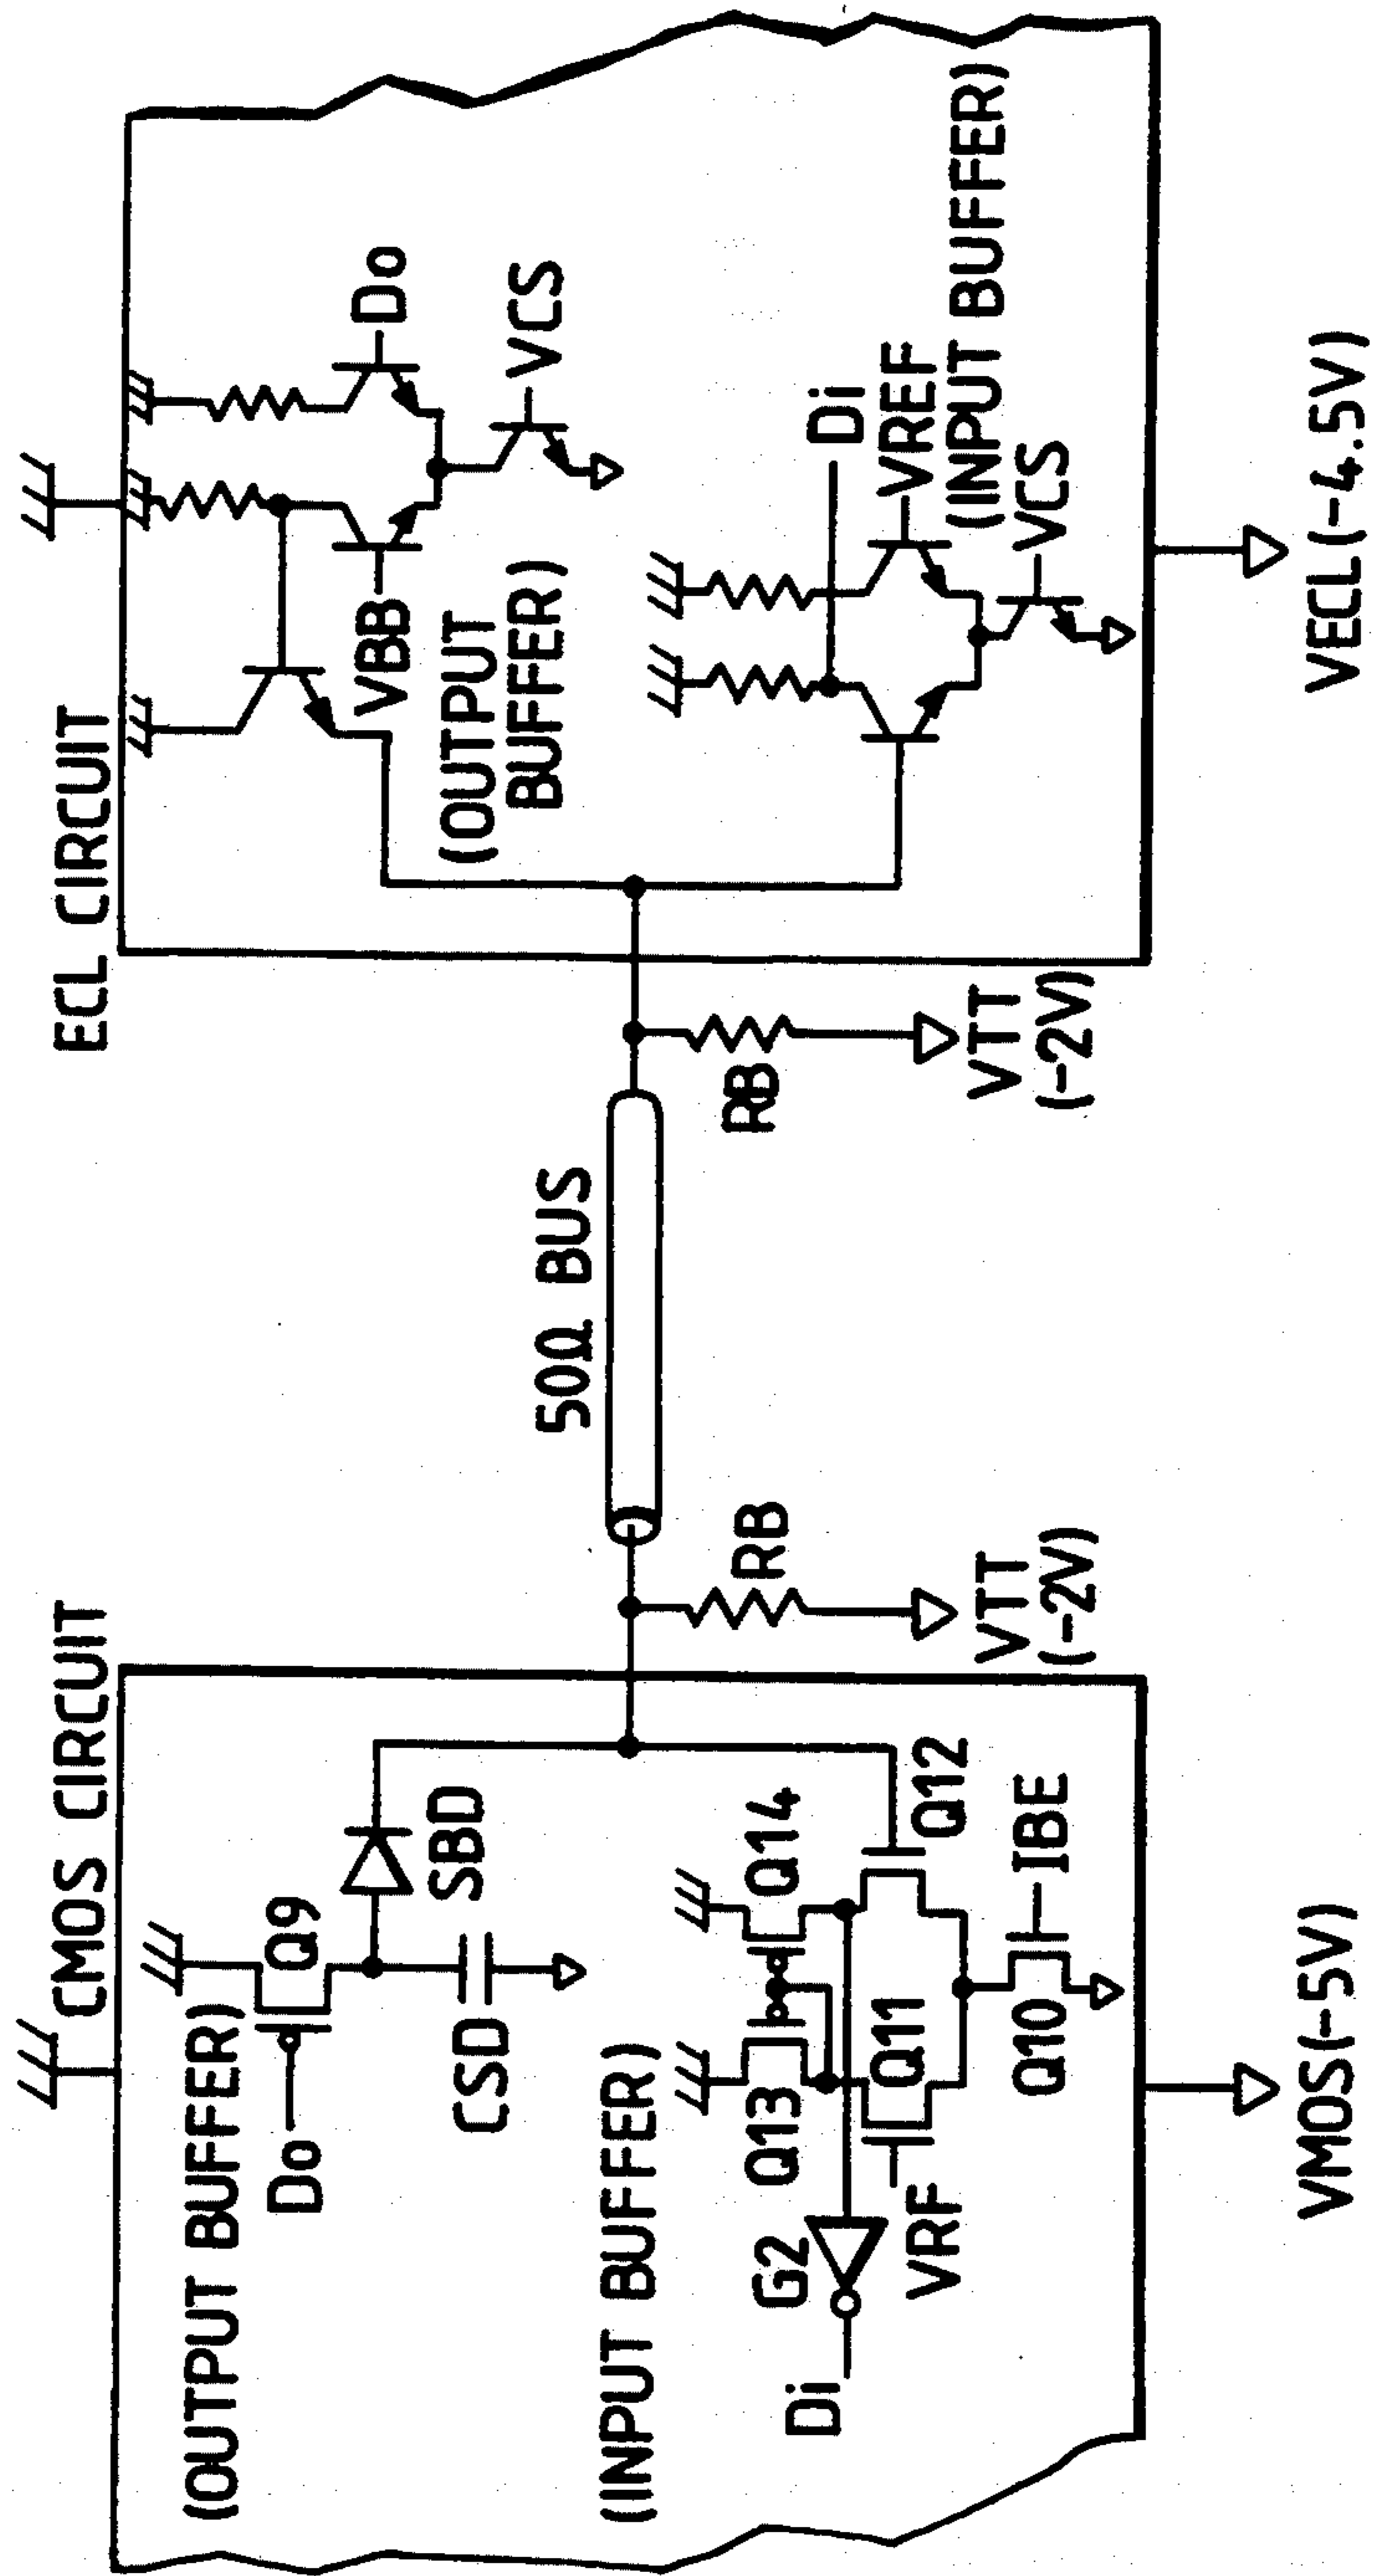 CMOS CIRCUIT
(OUTPUT BUFFER)
Do
Q9
SBD
CSD
(INPUT BUFFER)
Q13
Q14
G2
Di
Q11
Q12
VRF
Q10
IBE
VMOS(-5V)
RB
VTT
(-2V)
50Ω BUS
RB
VTT
(-2V)
ECL CIRCUIT
VBB
Do
(OUTPUT
BUFFER)
VCS
Di
VREF
(INPUT BUFFER)
VCS
VECL(-4.5V)